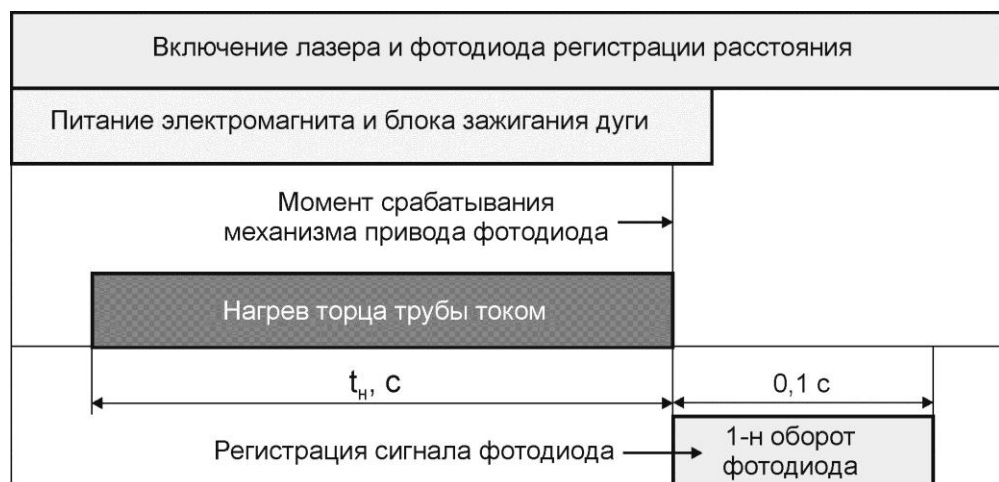 Включение лазера и фотодиода регистрации расстояния
Питание электромагнита и блока зажигания дуги
Момент срабатывания
механизма привода фотодиода
Нагрев торца трубы током
tн, с
0,1 с
Регистрация сигнала фотодиода
1-н оборот
фотодиода